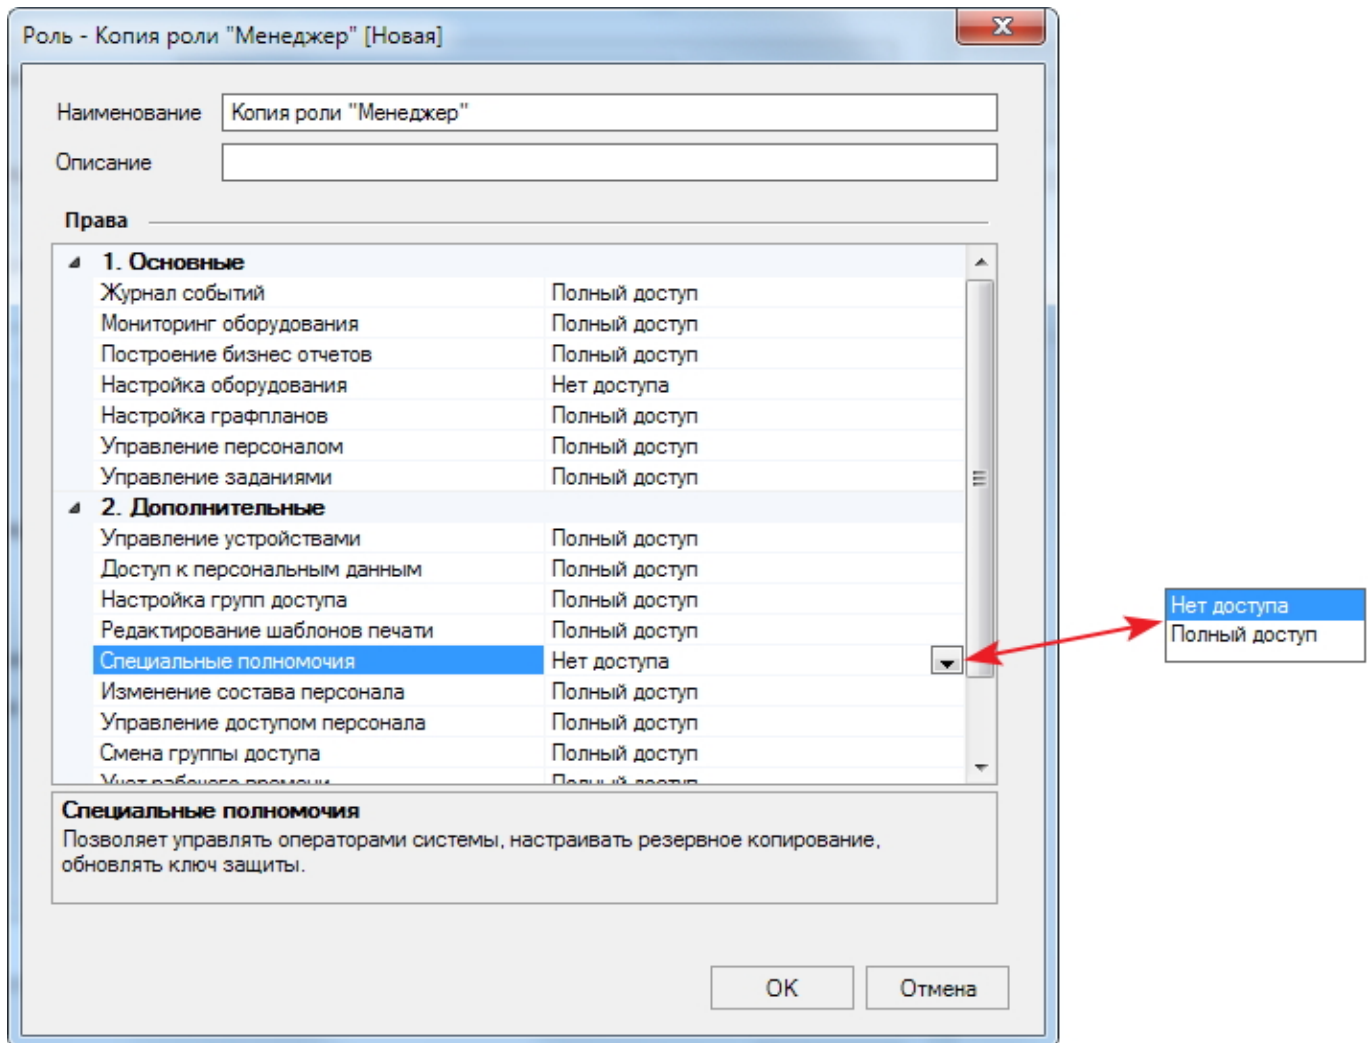 Роль - Копия роли "Менеджер" [Новая]
Наименование Копия роли "Менеджер"
Описание
Права
1. Основные
Журнал событий Полный доступ
Мониторинг оборудования Полный доступ
Построение бизнес отчетов Полный доступ
Настройка оборудования Нет доступа
Настройка графпланов Полный доступ
Управление персоналом Полный доступ
Управление заданиями Полный доступ
2. Дополнительные
Управление устройствами Полный доступ
Доступ к персональным данным Полный доступ
Настройка групп доступа Полный доступ
Редактирование шаблонов печати Полный доступ
Специальные полномочия Нет доступа
Изменение состава персонала Полный доступ
Управление доступом персонала Полный доступ
Смена группы доступа Полный доступ
Учет рабочего времени Полный доступ
Специальные полномочия
Позволяет управлять операторами системы, настраивать резервное копирование,
обновлять ключ защиты.
OK Отмена
Нет доступа
Полный доступ